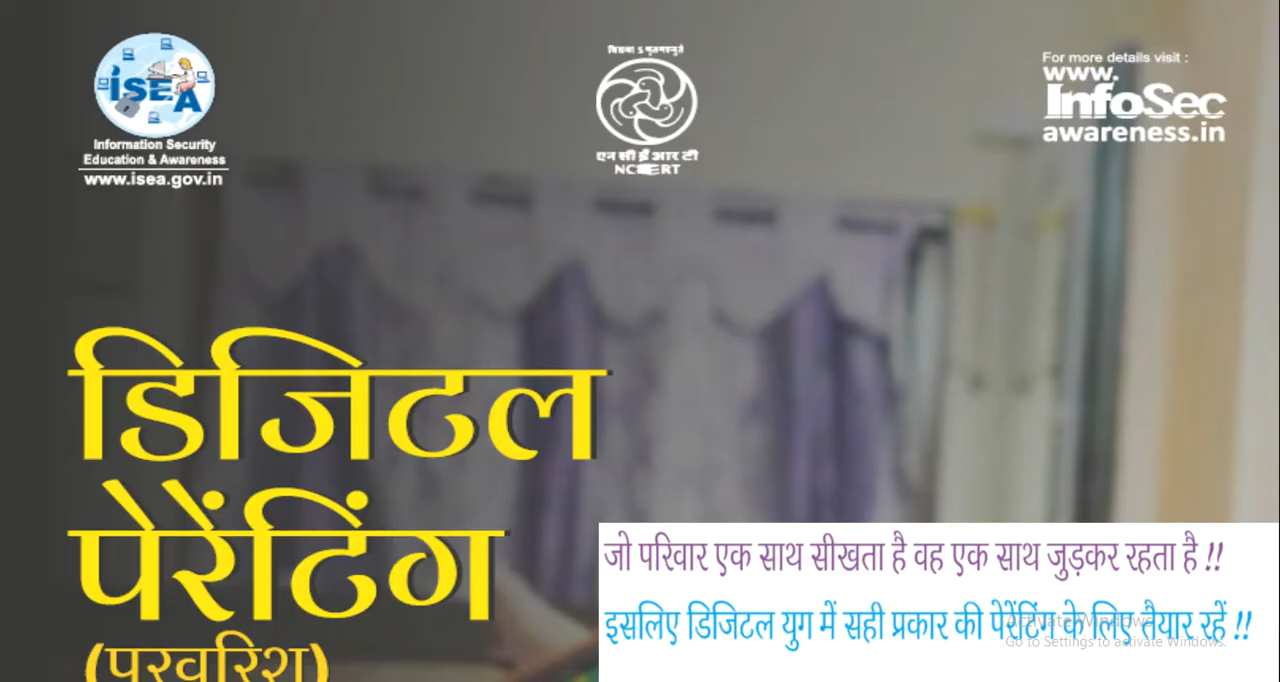 iSEA
Information Security
Education & Awareness
www.isea.gov.in
एन सी ई आर टी
NCERT
For more details visit :
www.
InfoSec
awareness.in
डिजिटल
पेरेंटिंग
(परवरिश)
जो परिवार एक साथ सीखता है वह एक साथ जुड़कर रहता है !!
इसलिए डिजिटल युग में सही प्रकार की पेरेंटिंग के लिए तैयार रहें !!
Activate Windows
Go to Settings to activate Windows.